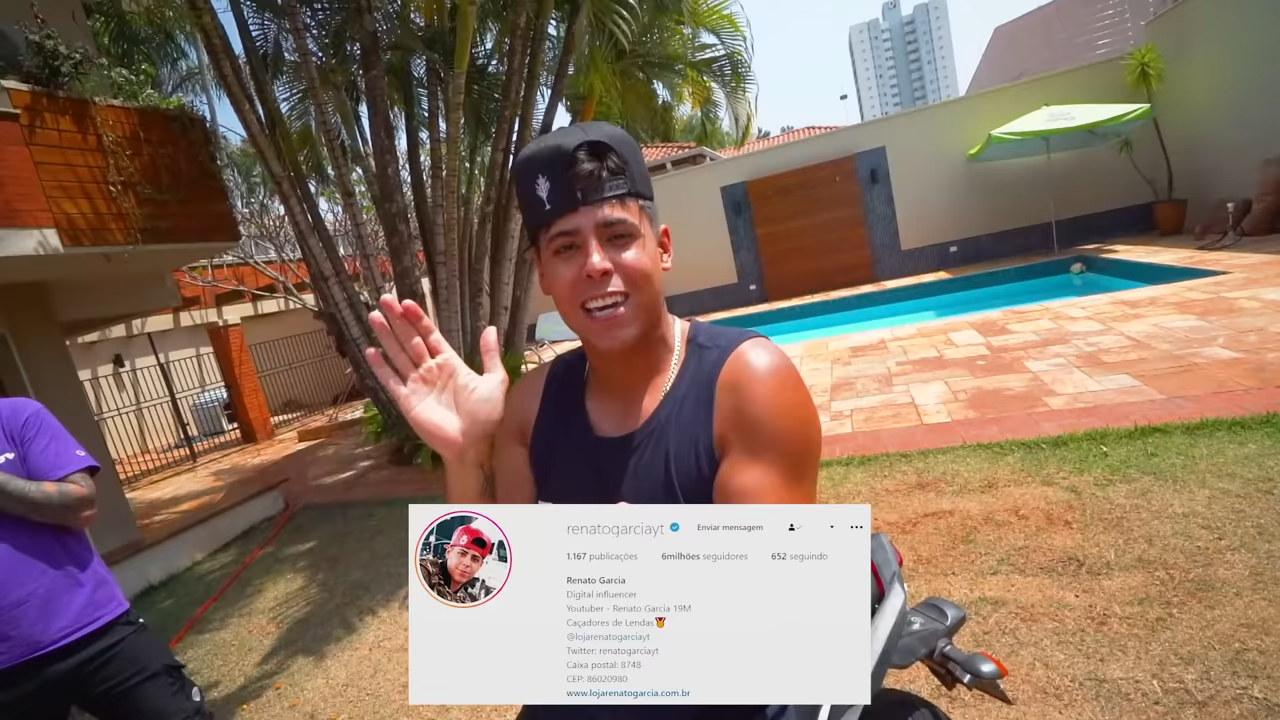 renatogarciayt Enviar mensagem
1.167 publicações 6milhões seguidores 652 seguindo
Renato Garcia
Digital influencer
Youtuber - Renato Garcia 19M
Caçadores de Lendas
@lojarenatogarciayt
Twitter: renatogarciayt
Caixa postal: 8748
CEP: 86020980
www.lojarenatogarcia.com.br